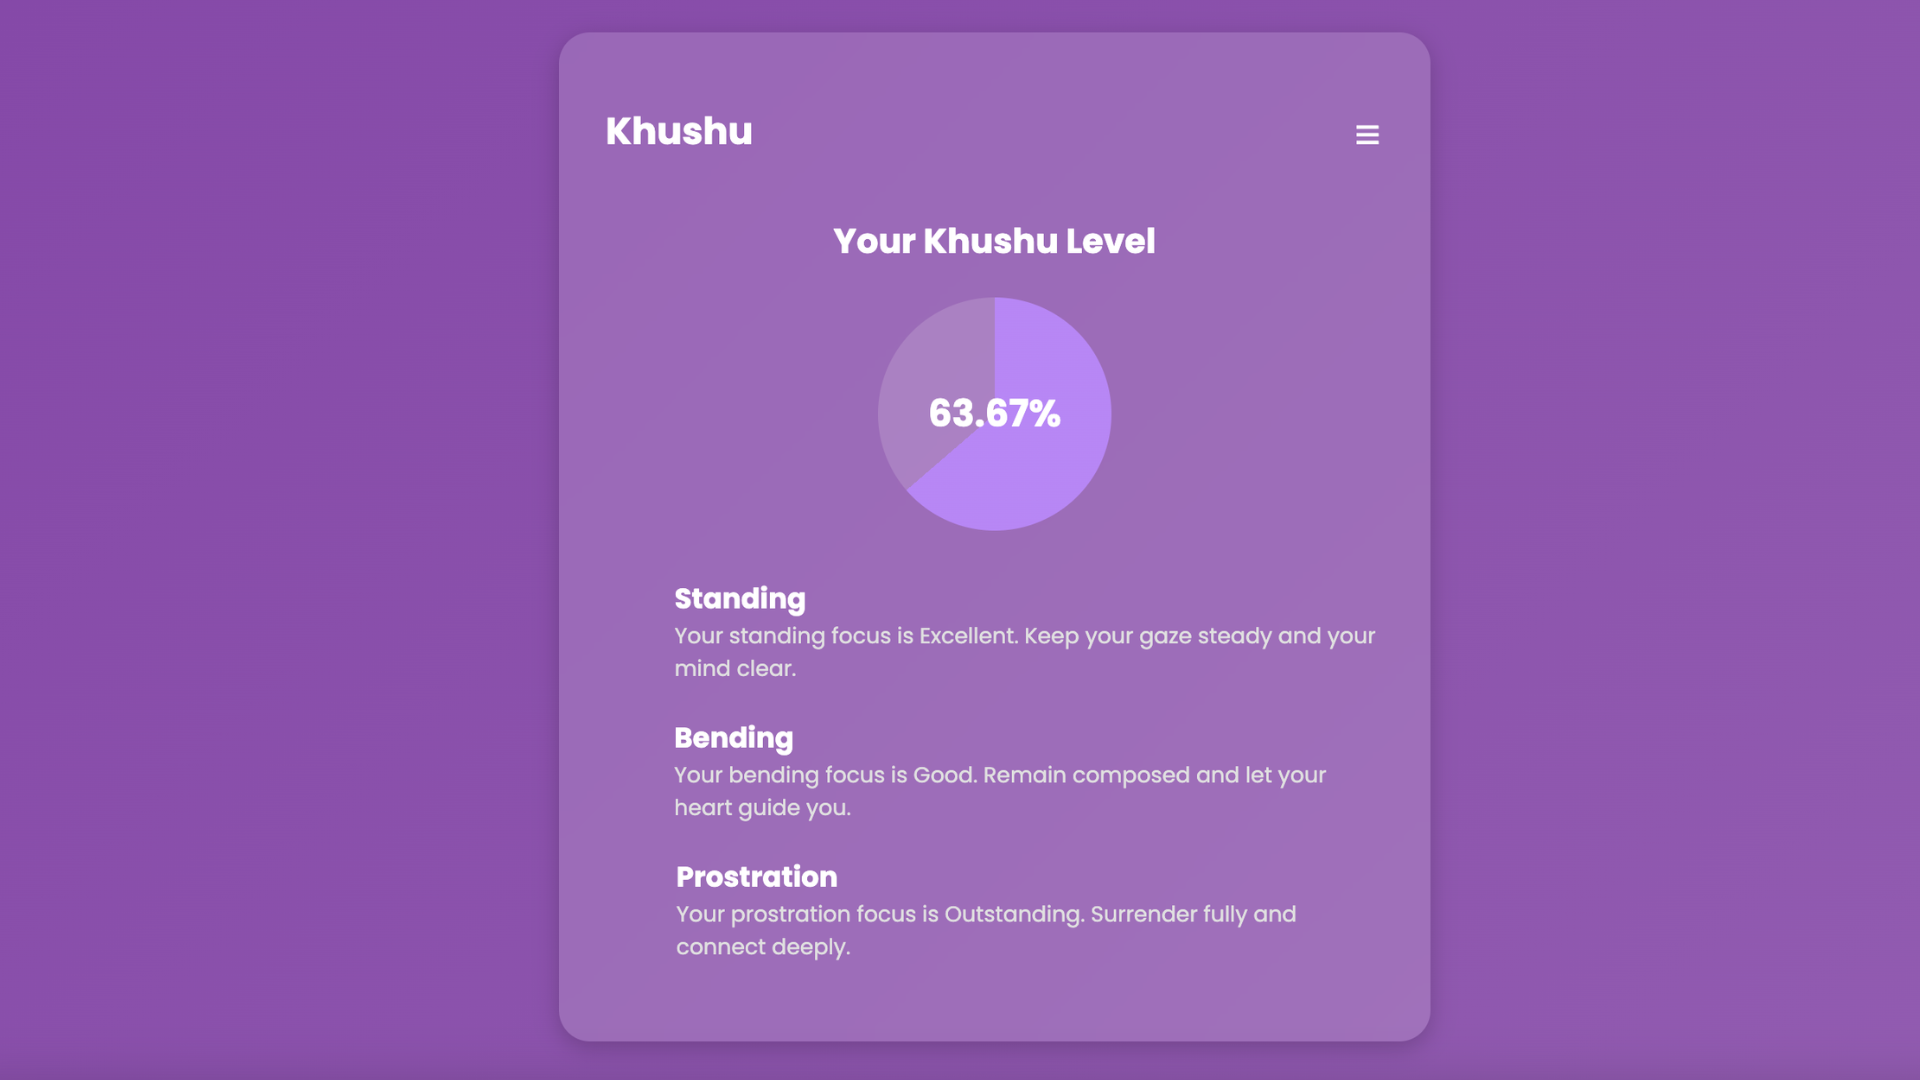 Khushu
Your Khushu Level
63.67%
Standing
Your standing focus is Excellent. Keep your gaze steady and your
mind clear.
Bending
Your bending focus is Good. Remain composed and let your
heart guide you.
Prostration
Your prostration focus is Outstanding. Surrender fully and
connect deeply.